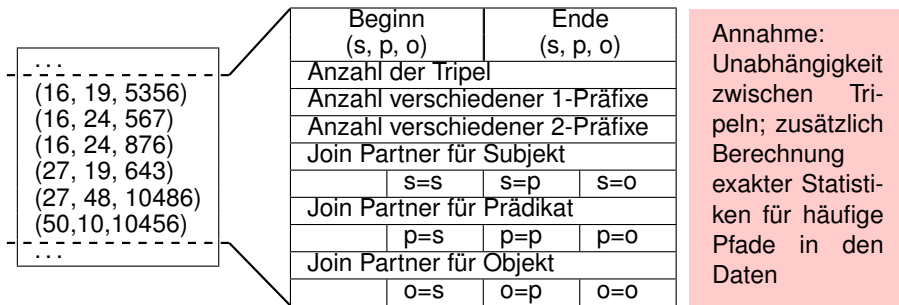 . . .
(16, 19, 5356)
(16, 24, 567)
(16, 24, 876)
(27, 19, 643)
(27, 48, 10486)
(50,10,10456)
. . .
Beginn Ende
(s, p, o) (s, p, o)
Anzahl der Tripel
Anzahl verschiedener 1-Präfixe
Anzahl verschiedener 2-Präfixe
Join Partner für Subjekt
s=s s=p s=o
Join Partner für Prädikat
p=s p=p p=o
Join Partner für Objekt
o=s o=p o=o
Annahme:
Unabhängigkeit
zwischen Tri-
peln; zusätzlich
Berechnung
exakter Statisti-
ken für häufige
Pfade in den
Daten